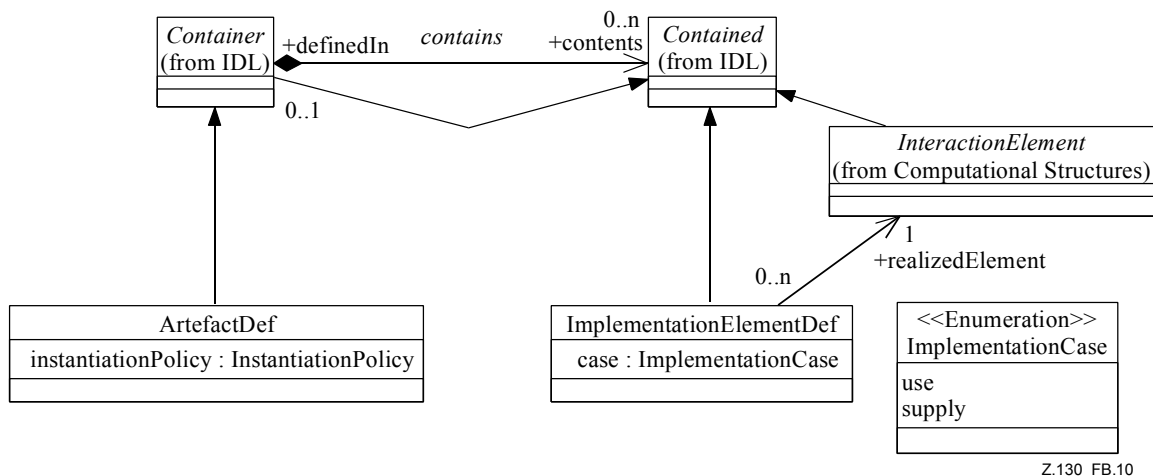 Container
(from IDL)
+definedIn
contains
0..n
+contents
Contained
(from IDL)
0..1
InteractionElement
(from Computational Structures)
1
+realizedElement
0..n
ArtefactDef
instantiationPolicy : InstantiationPolicy
ImplementationElementDef
case : ImplementationCase
<<Enumeration>>
ImplementationCase
use
supply
Z.130_FB.10